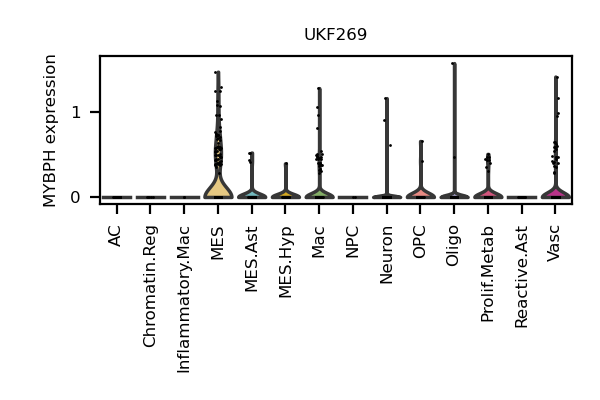 UKF269
MYBPH expression
1
0
AC
Chromatin.Reg
Inflammatory.Mac
MES
MES.Ast
MES.Hyp
Mac
NPC
Neuron
OPC
Oligo
Prolif.Metab
Reactive.Ast
Vasc